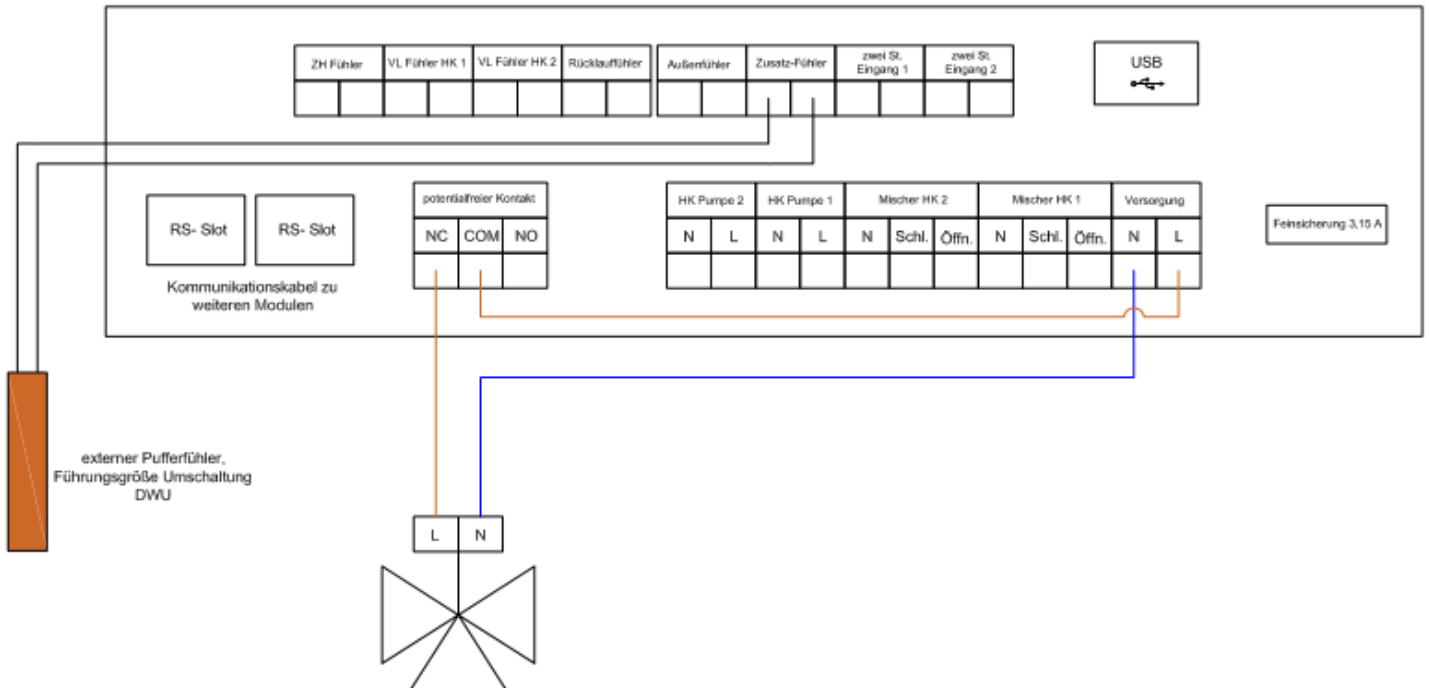 ZH Fühler
VL Fühler HK 1
VL Fühler HK 2
Rücklauffühler
Außenfühler
Zusatz-Fühler
zwei St.
Eingang 1
zwei St.
Eingang 2
USB
RS- Slot
RS- Slot
Kommunikationskabel zu
weiteren Modulen
potentialfreier Kontakt
NC COM NO
HK Pumpe 2
HK Pumpe 1
Mischer HK 2
Mischer HK 1
Versorgung
N L N L N Schl. Öffn. N Schl. Öffn. N L
Feinsicherung 3,15 A
externer Pufferfühler,
Führungsgröße Umschaltung
DWU
L N